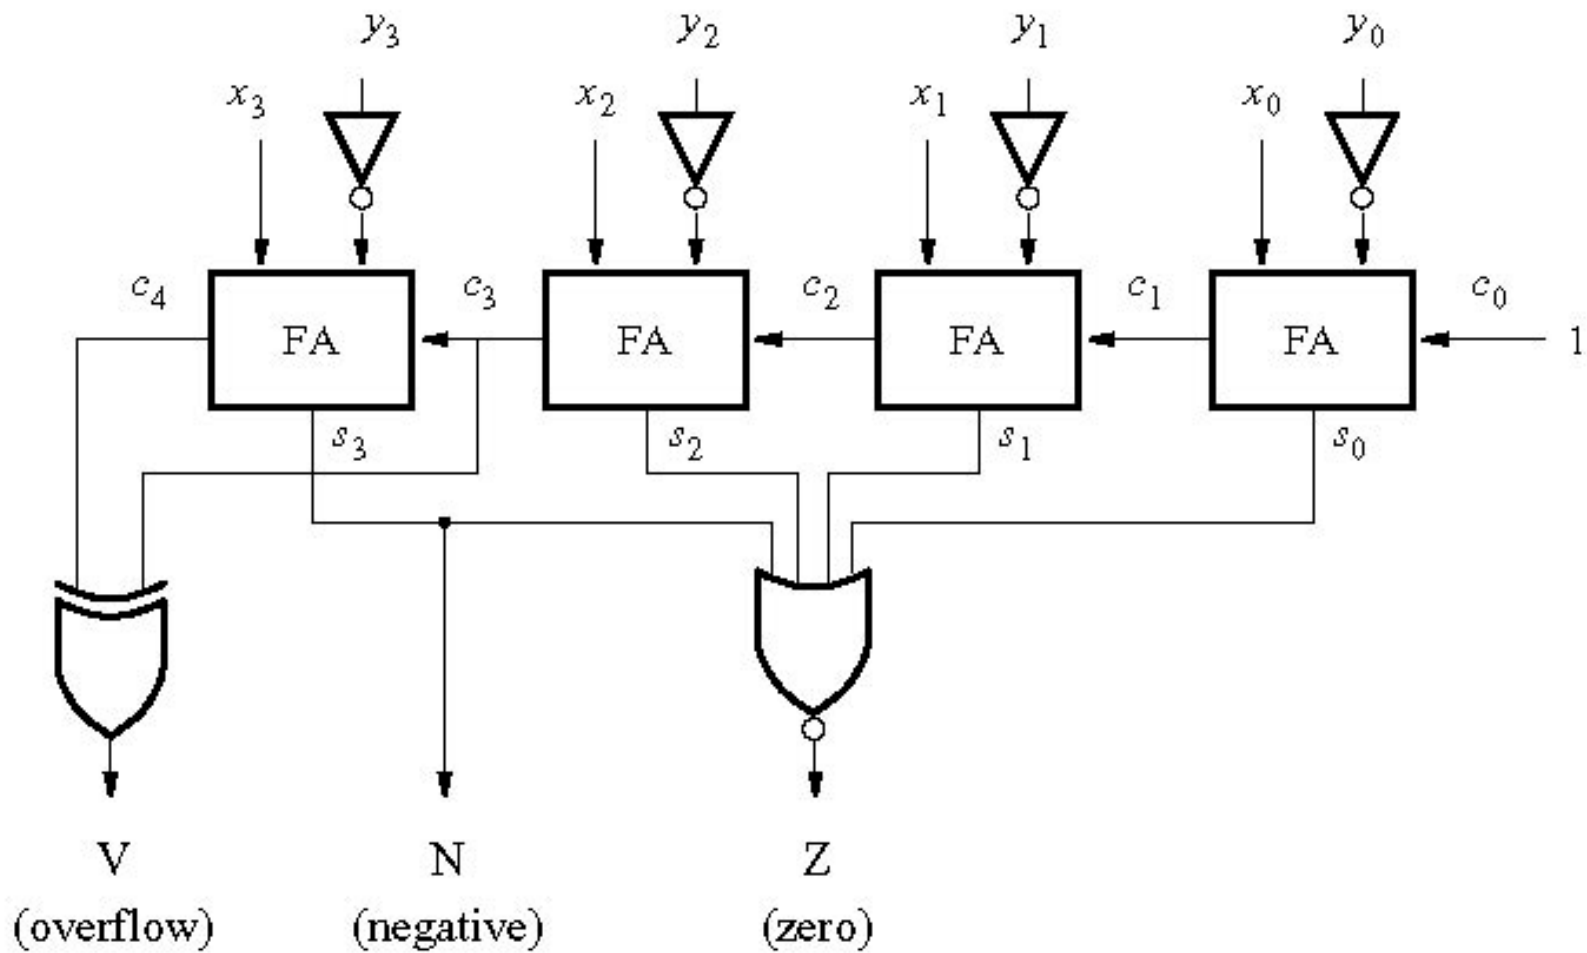 y3 y2 y1 y0
x3 x2 x1 x0
c4 c3 c2 c1 c0
FA FA FA FA 1
s3 s2 s1 s0
V N Z
(overflow) (negative) (zero)